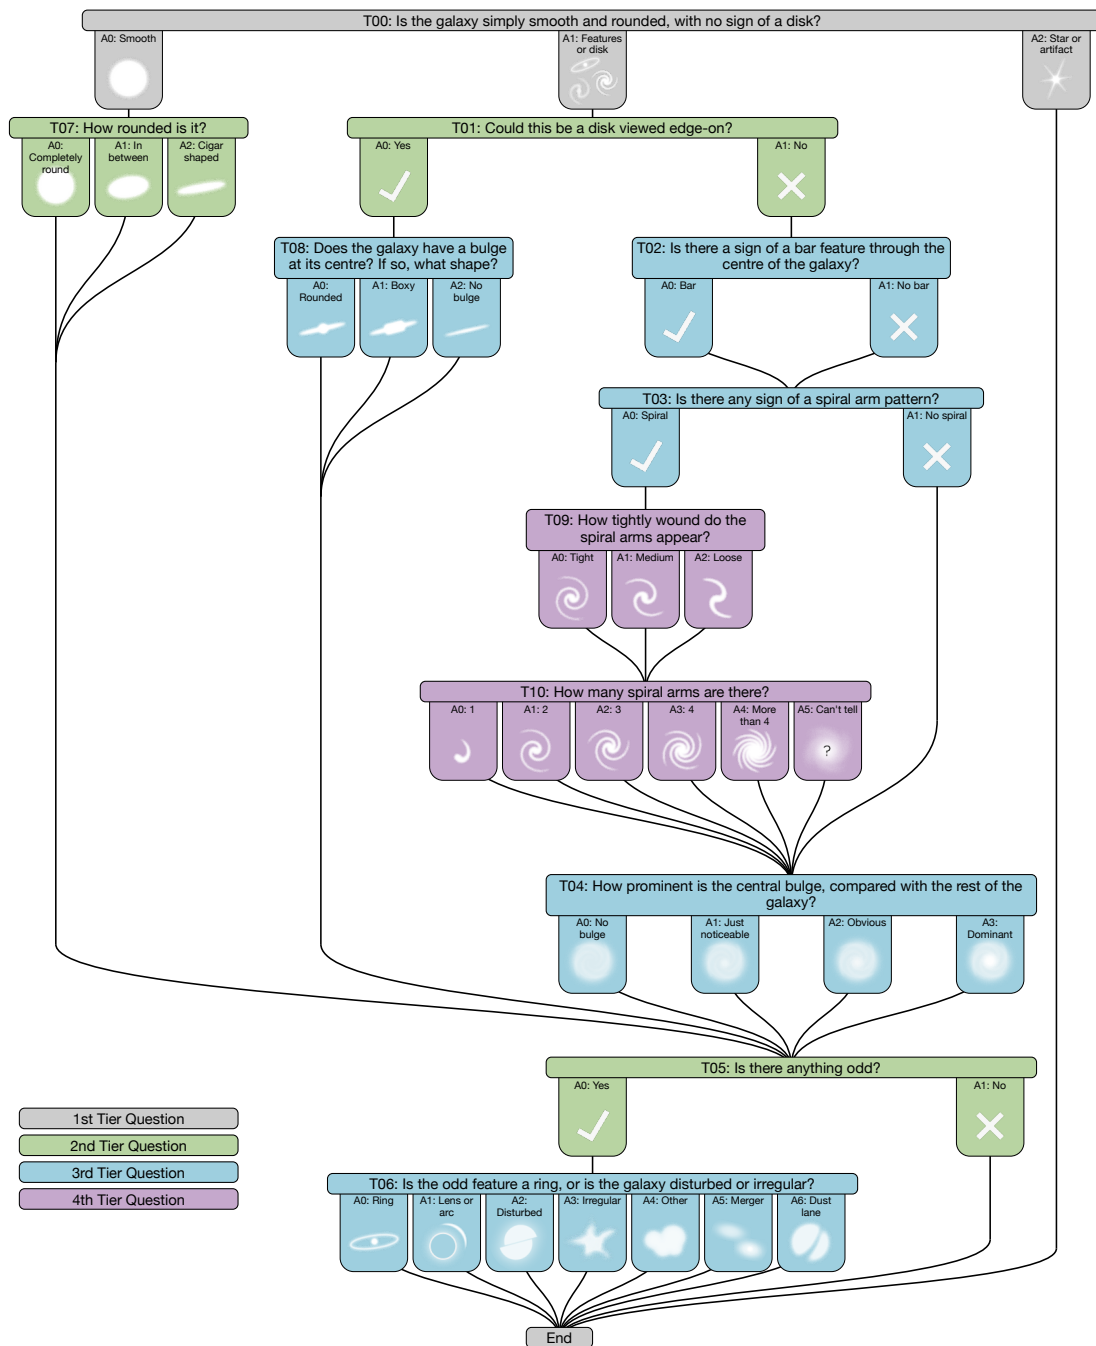 T00: Is the galaxy simply smooth and rounded, with no sign of a disk?
A0: Smooth
A1: Features
or disk
A2: Star or
artifact
T07: How rounded is it?
A0:
Completely
round
A1: In
between
A2: Cigar
shaped
T01: Could this be a disk viewed edge-on?
A0: Yes
A1: No
T08: Does the galaxy have a bulge
at its centre? If so, what shape?
A0:
Rounded
A1: Boxy
A2: No
bulge
T02: Is there a sign of a bar feature through the
centre of the galaxy?
A0: Bar
A1: No bar
T03: Is there any sign of a spiral arm pattern?
A0: Spiral
A1: No spiral
T09: How tightly wound do the
spiral arms appear?
A0: Tight
A1: Medium
A2: Loose
T10: How many spiral arms are there?
A0: 1
A1: 2
A2: 3
A3: 4
A4: More
than 4
A5: Can't tell
?
T04: How prominent is the central bulge, compared with the rest of the
galaxy?
A0: No
bulge
A1: Just
noticeable
A2: Obvious
A3:
Dominant
T05: Is there anything odd?
A0: Yes
A1: No
T06: Is the odd feature a ring, or is the galaxy disturbed or irregular?
A0: Ring
A1: Lens or
arc
A2:
Disturbed
A3: Irregular
A4: Other
A5: Merger
A6: Dust
lane
End
1st Tier Question
2nd Tier Question
3rd Tier Question
4th Tier Question